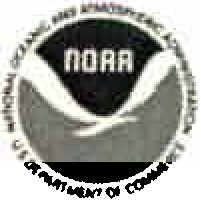 NATIONAL OCEANIC AND ATMOSPHERIC ADMINISTRATION
NOAA
U.S. DEPARTMENT OF COMMERCE